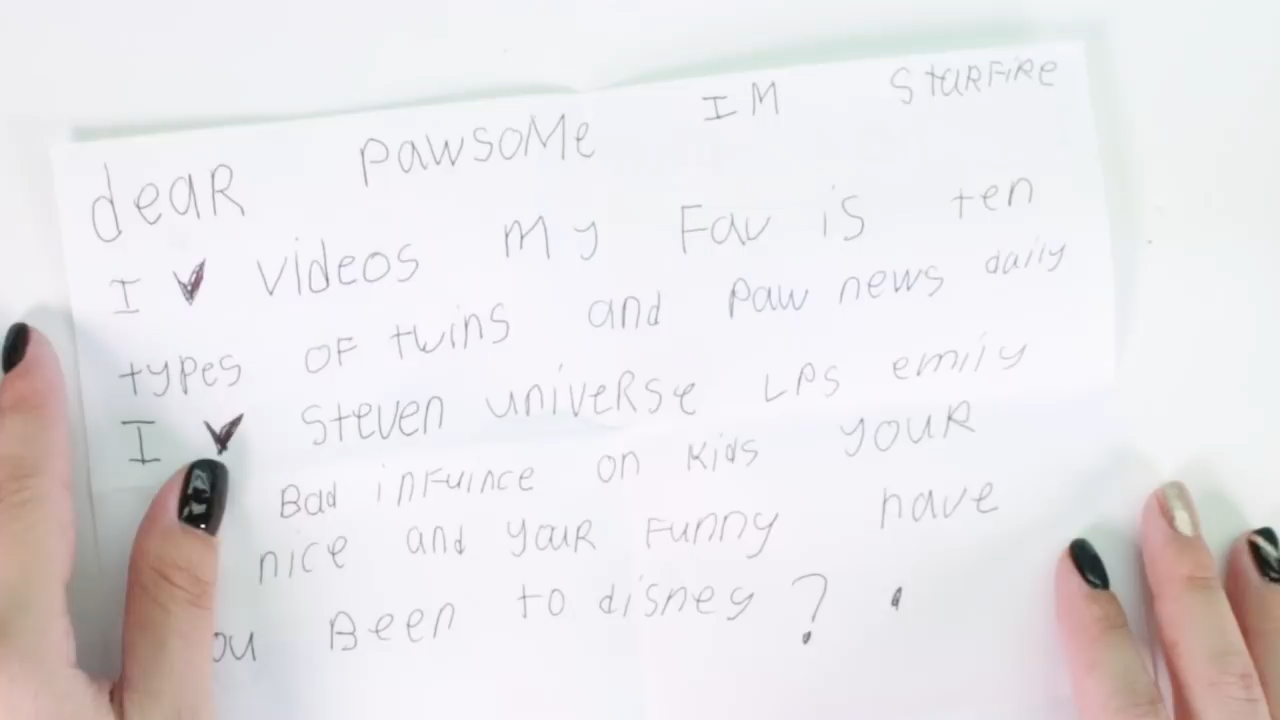 dear PawsoMe IM StaRFiRe
I ♥ videos My Fav is ten
types OF twins and Paw news daily
I ♥ Steven univeRse LPS emily
Bad infuince on Kids YOUR
nice and YOUR FUNNY have
ou Been to disney? .